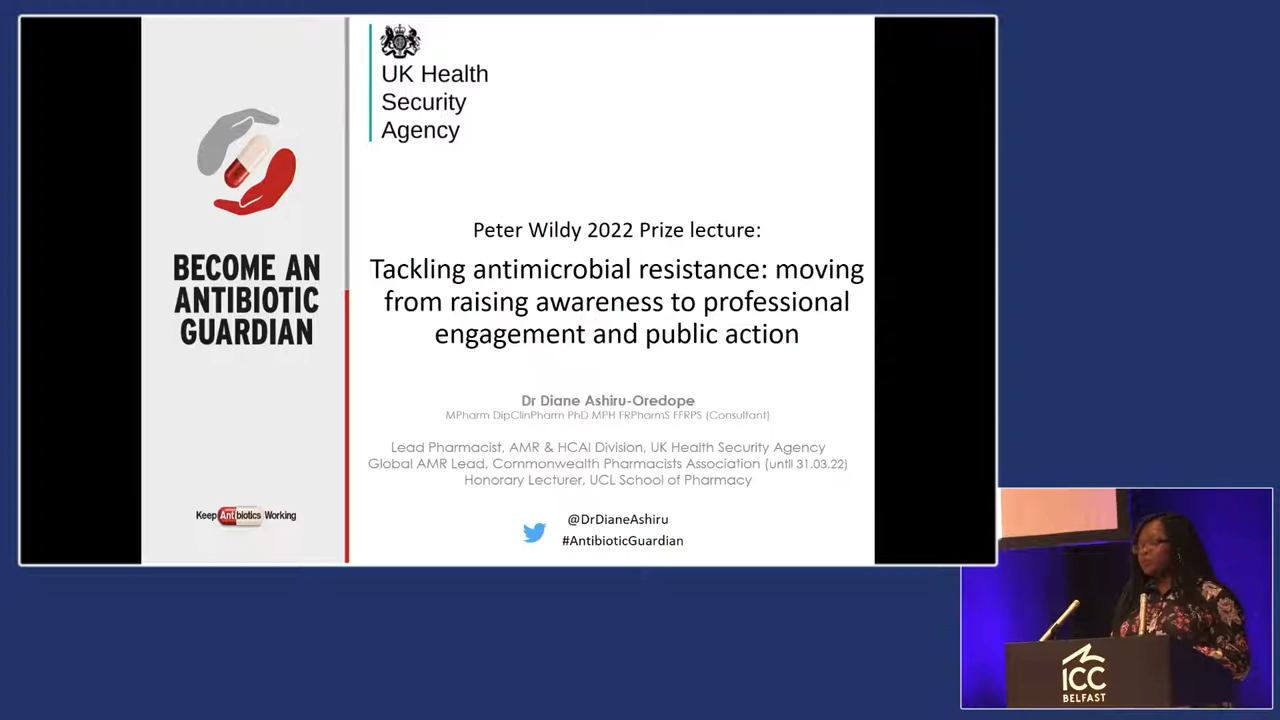 UK Health
Security
Agency
BECOME AN
ANTIBIOTIC
GUARDIAN
Keep Antibiotics Working
Peter Wildy 2022 Prize lecture:
Tackling antimicrobial resistance: moving
from raising awareness to professional
engagement and public action
Dr Diane Ashiru-Oredope
MPharm DipClinPharm PhD MPH FRPharmS FFRPS (Consultant)
Lead Pharmacist, AMR & HCAI Division, UK Health Security Agency
Global AMR Lead, Commonwealth Pharmacists Association (until 31.03.22)
Honorary Lecturer, UCL School of Pharmacy
@DrDianeAshiru
#AntibioticGuardian
ICC
BELFAST